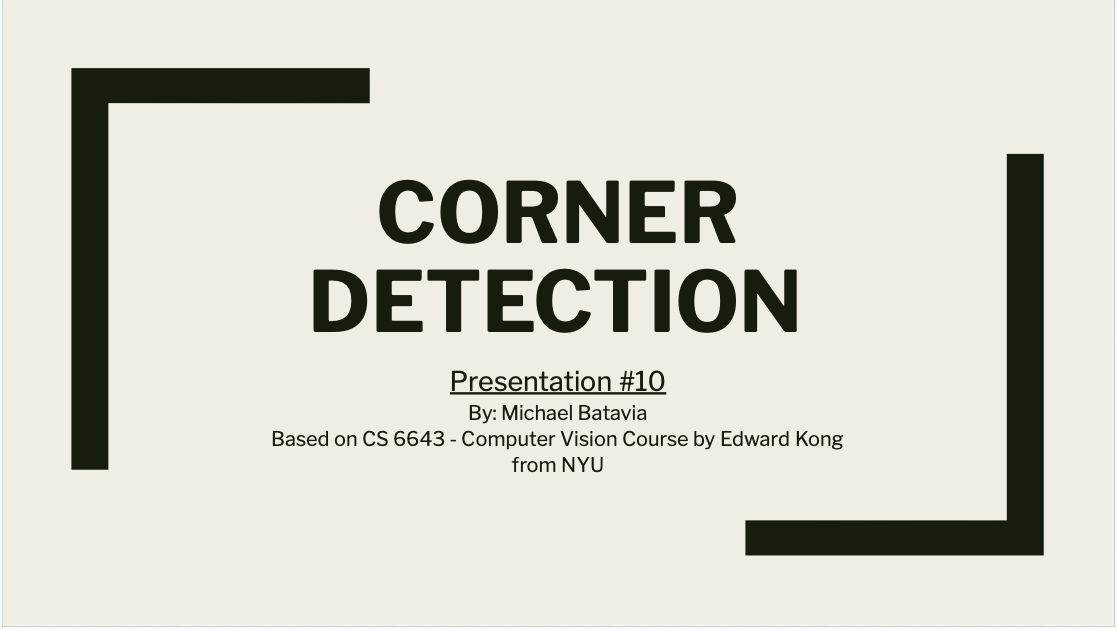 CORNER
DETECTION
Presentation #10
By: Michael Batavia
Based on CS 6643 - Computer Vision Course by Edward Kong
from NYU